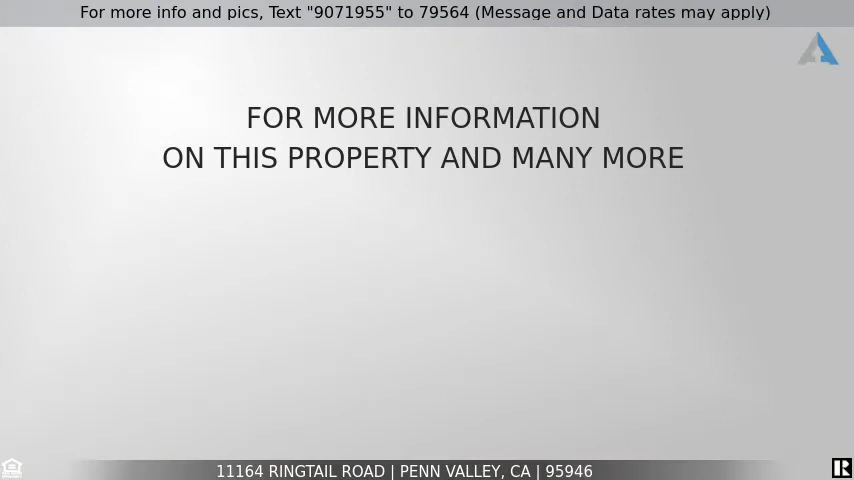 For more info and pics, Text "9071955" to 79564 (Message and Data rates may apply)
FOR MORE INFORMATION
ON THIS PROPERTY AND MANY MORE
11164 RINGTAIL ROAD | PENN VALLEY, CA | 95946